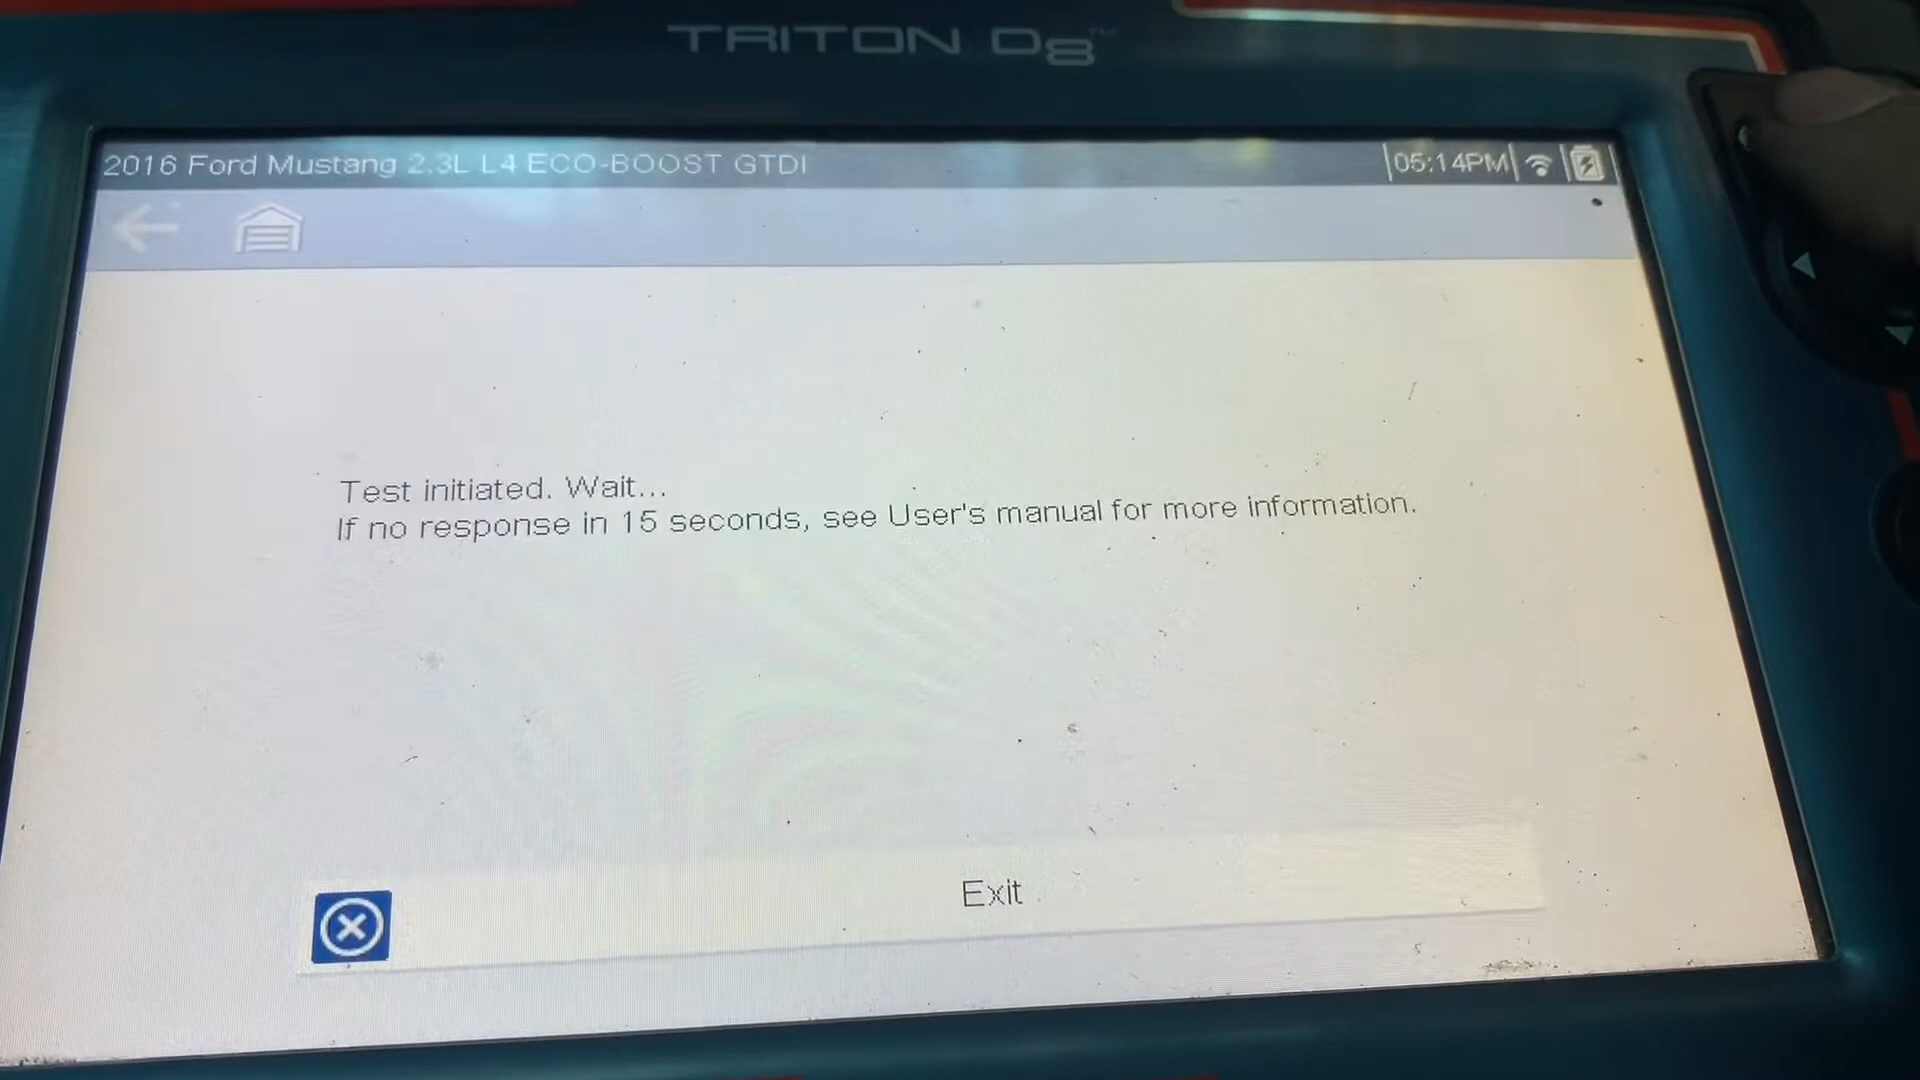 TRITON D8™
2016 Ford Mustang 2.3L L4 ECO-BOOST GTDI
05:14PM
Test initiated. Wait...
If no response in 15 seconds, see User's manual for more information.
Exit